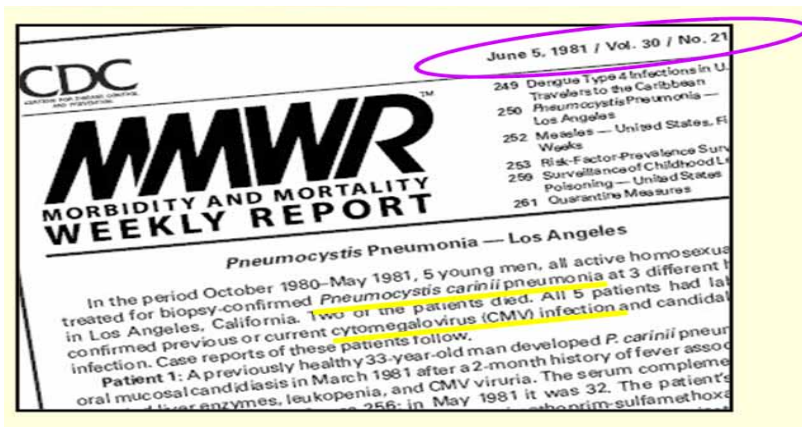 June 5, 1981 / Vol. 30 / No. 21
CDC
249 Dengue Type 4 Infections in U.
Travelers to the Caribbean
250 Pneumocystis Pneumonia —
Los Angeles
252 Measles — United States, Fi
Weeks
253 Risk-Factor-Prevalence Surv
259 Surveillance of Childhood Le
Poisoning — United States
261 Quarantine Measures
MMWR™
MORBIDITY AND MORTALITY
WEEKLY REPORT
Pneumocystis Pneumonia — Los Angeles
In the period October 1980–May 1981, 5 young men, all active homosexua
treated for biopsy-confirmed Pneumocystis carinii pneumonia at 3 different h
in Los Angeles, California. Two of the patients died. All 5 patients had lab
confirmed previous or current cytomegalovirus (CMV) infection and candidal
infection. Case reports of these patients follow.
Patient 1: A previously healthy 33-year-old man developed P. carinii pneum
oral mucosal candidiasis in March 1981 after a 2-month history of fever assoc
liver enzymes, leukopenia, and CMV viruria. The serum compleme
256; in May 1981 it was 32. The patient's
thoprim-sulfamethoxa